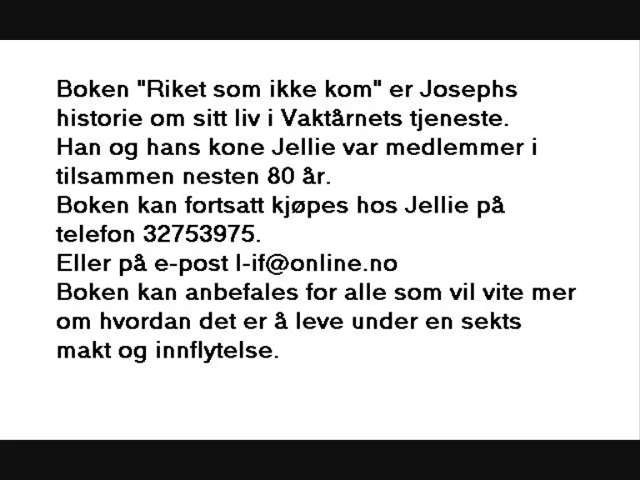 Boken "Riket som ikke kom" er Josephs
historie om sitt liv i Vaktårnets tjeneste.
Han og hans kone Jellie var medlemmer i
tilsammen nesten 80 år.
Boken kan fortsatt kjøpes hos Jellie på
telefon 32753975.
Eller på e-post l-if@online.no
Boken kan anbefales for alle som vil vite mer
om hvordan det er å leve under en sekts
makt og innflytelse.